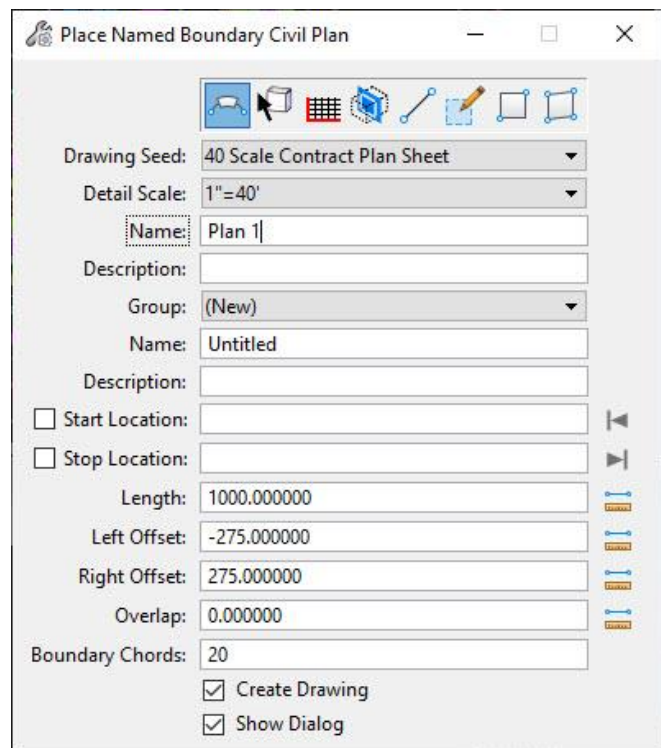 Place Named Boundary Civil Plan
Drawing Seed: 40 Scale Contract Plan Sheet
Detail Scale: 1"=40'
Name: Plan 1
Description:
Group: (New)
Name: Untitled
Description:
Start Location:
Stop Location:
Length: 1000.000000
Left Offset: -275.000000
Right Offset: 275.000000
Overlap: 0.000000
Boundary Chords: 20
Create Drawing
Show Dialog